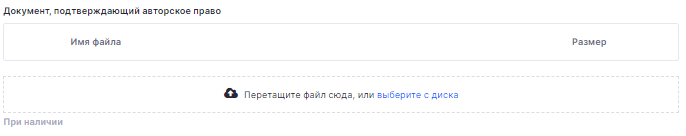 Документ, подтверждающий авторское право
Имя файла Размер
Перетащите файл сюда, или выберите с диска
При наличии